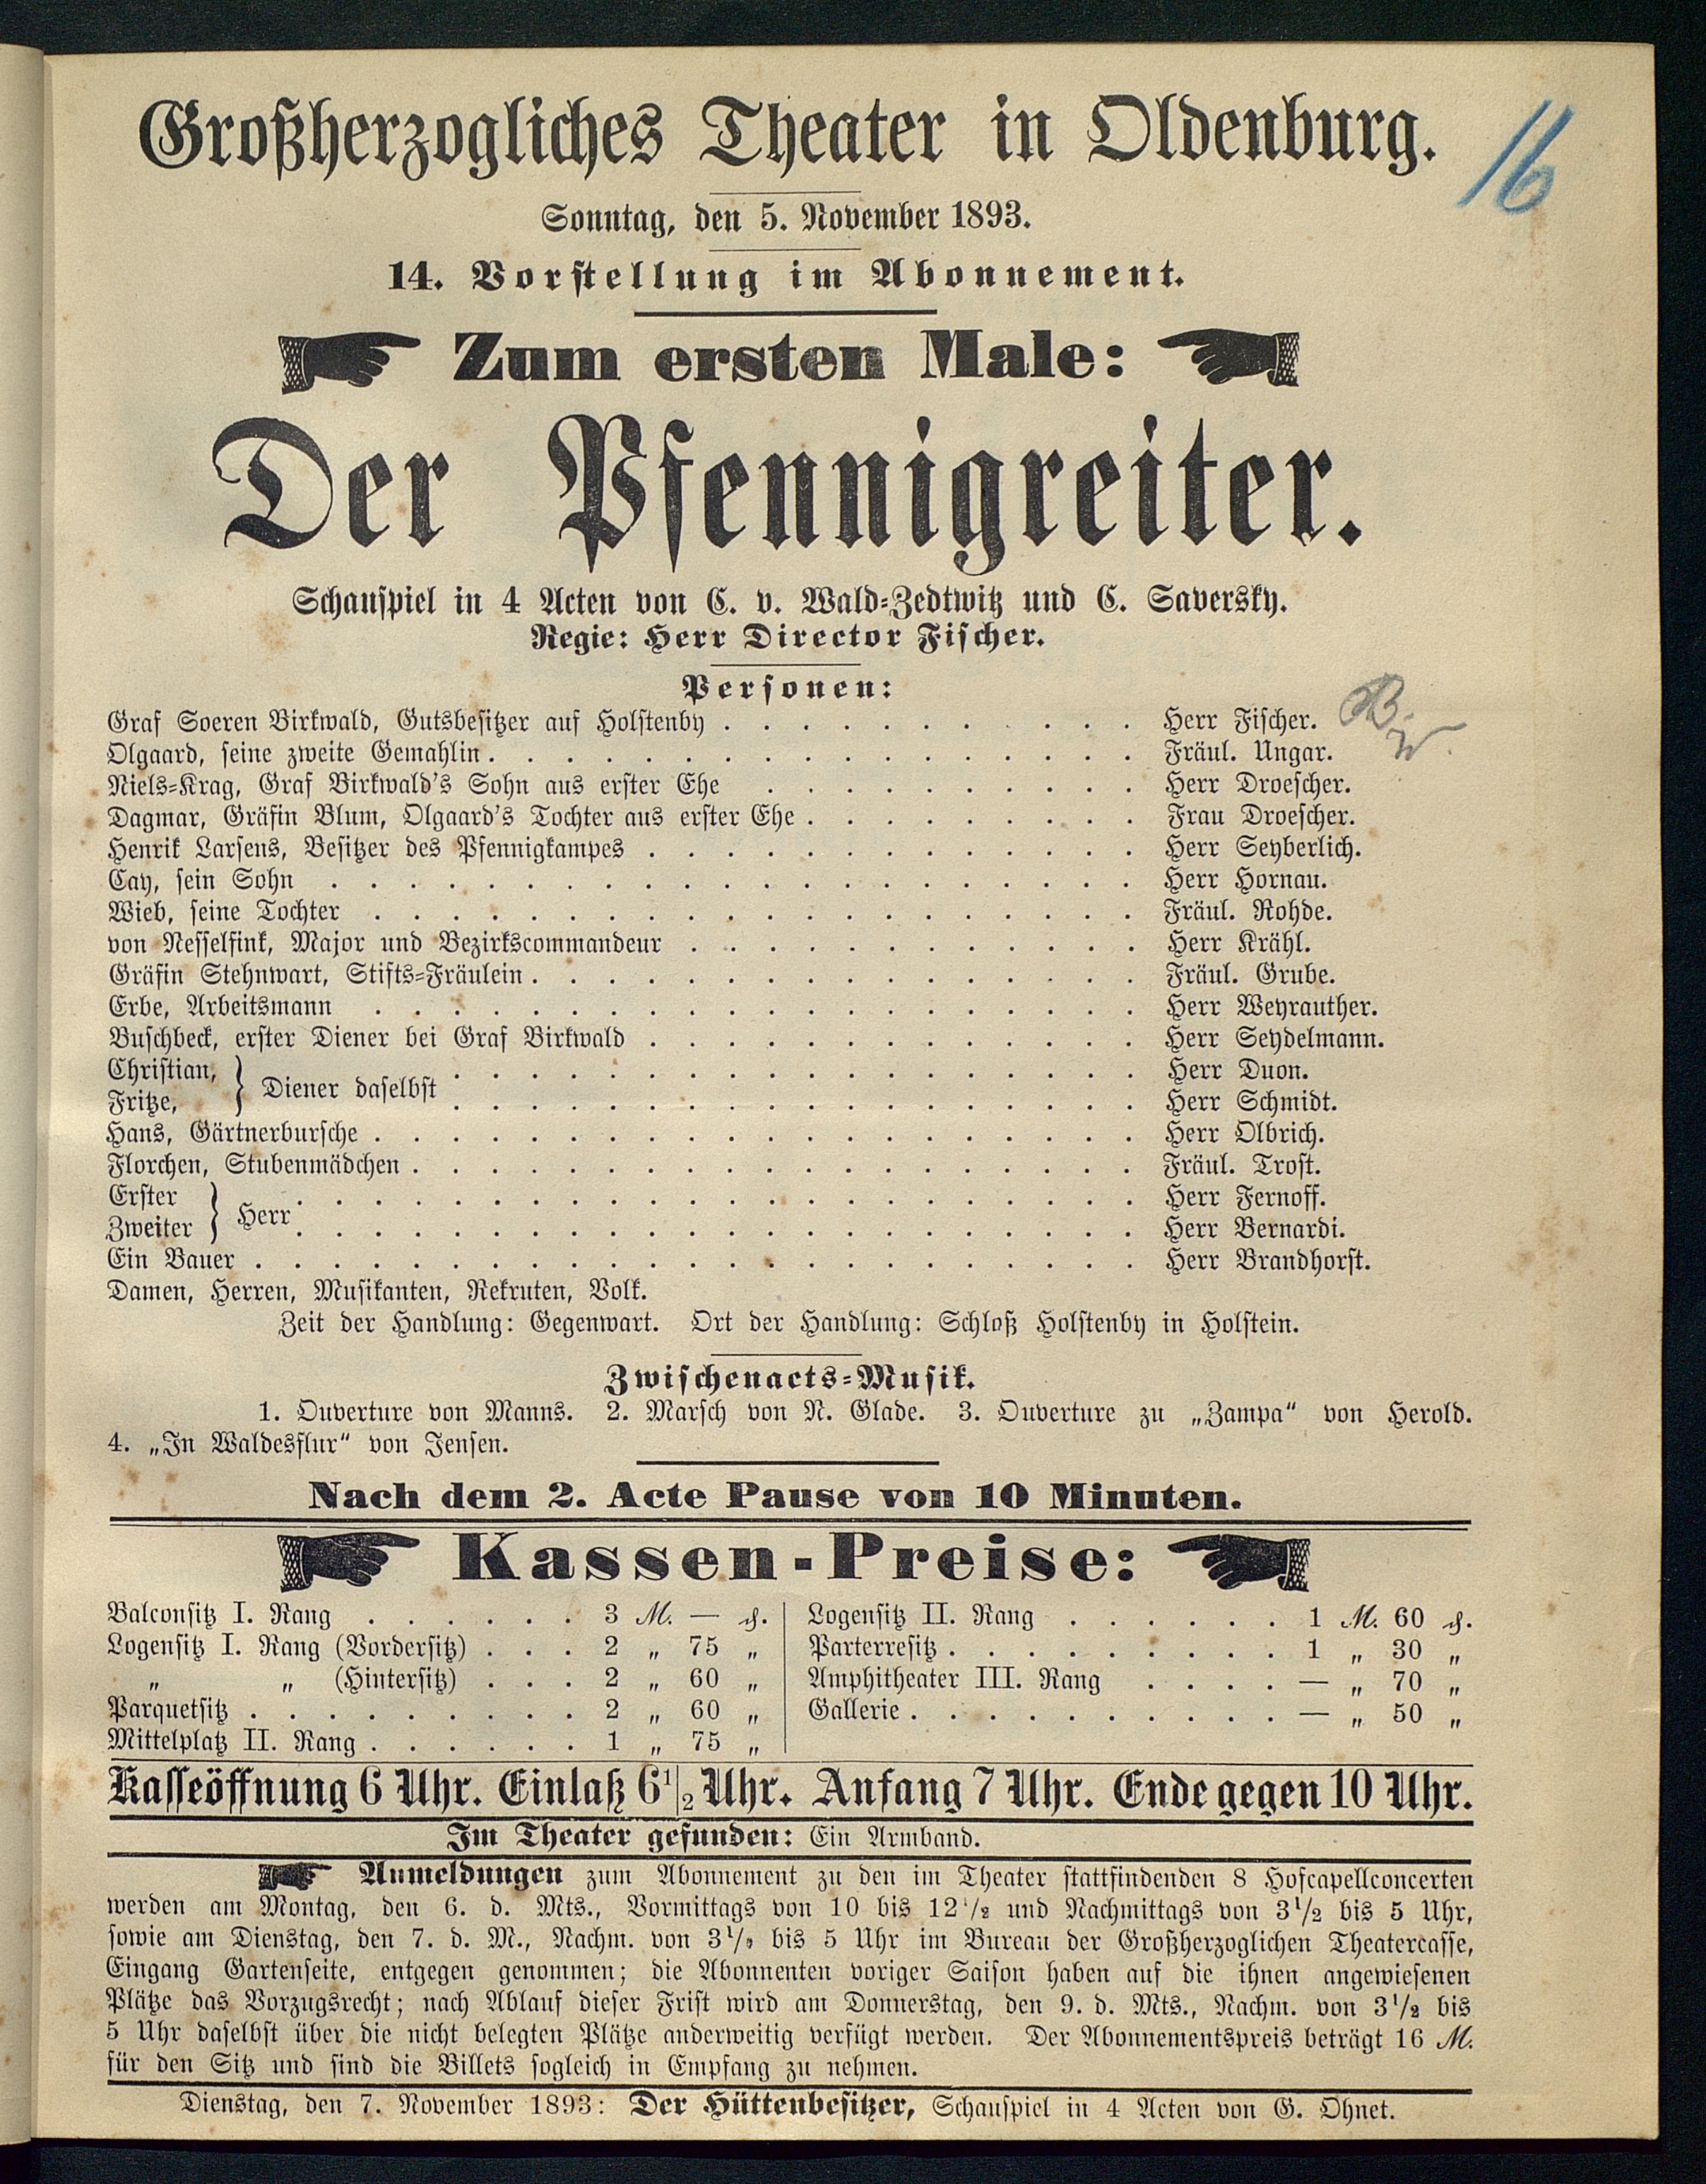 Großherzogliches Theater in Oldenburg.
16
Sonntag, den 5. November 1893.
14. Vorstellung im Abonnement.
Zum ersten Male:
Der Pfennigreiter.
Schauspiel in 4 Acten von C. v. Wald-Zedtwitz und C. Saversky.
Regie: Herr Director Fischer.
Personen:
Graf Soeren Birkwald, Gutsbesitzer auf Holstenby . . . . . . . . . . . Herr Fischer.
Olgaard, seine zweite Gemahlin . . . . . . . . . . . . . . . . . Fräul. Ungar.
Niels-Krag, Graf Birkwald's Sohn aus erster Ehe . . . . . . . . . . Herr Droescher.
Dagmar, Gräfin Blum, Olgaard's Tochter aus erster Ehe . . . . . . . . . Frau Droescher.
Henrik Larsens, Besitzer des Pfennigkampes . . . . . . . . . . . . . Herr Seyberlich.
Cay, sein Sohn . . . . . . . . . . . . . . . . . . . . . Herr Hornau.
Wieb, seine Tochter . . . . . . . . . . . . . . . . . . . . Fräul. Rohde.
von Nesselfink, Major und Bezirkscommandeur . . . . . . . . . . . . Herr Krähl.
Gräfin Stehnwart, Stifts-Fräulein . . . . . . . . . . . . . . . . Fräul. Grube.
Erbe, Arbeitsmann . . . . . . . . . . . . . . . . . . . . Herr Weyrauther.
Buschbeck, erster Diener bei Graf Birkwald . . . . . . . . . . . . . Herr Seydelmann.
Christian, . . . . . . . . . . . . . . . . . . Herr Duon.
} Diener daselbst
Fritze, . . . . . . . . . . . . . . . . . . Herr Schmidt.
Hans, Gärtnerbursche . . . . . . . . . . . . . . . . . . . . Herr Olbrich.
Florchen, Stubenmädchen . . . . . . . . . . . . . . . . . . . Fräul. Trost.
Erster . . . . . . . . . . . . . . . . . . . . . . Herr Fernoff.
} Herr
Zweiter . . . . . . . . . . . . . . . . . . . . . . Herr Bernardi.
Ein Bauer . . . . . . . . . . . . . . . . . . . . . . . Herr Brandhorst.
Damen, Herren, Musikanten, Rekruten, Volk.
Zeit der Handlung: Gegenwart. Ort der Handlung: Schloß Holstenby in Holstein.
Zwischenacts-Musik.
1. Ouverture von Manns. 2. Marsch von N. Glade. 3. Ouverture zu „Zampa“ von Herold.
4. „In Waldesflur“ von Jensen.
Nach dem 2. Acte Pause von 10 Minuten.
Kassen-Preise:
Balconsitz I. Rang . . . . . . 3 M. — ₰.
Logensitz I. Rang (Vordersitz) . . . 2 „ 75 „
„ „ (Hintersitz) . . . 2 „ 60 „
Parquetsitz . . . . . . . . . 2 „ 60 „
Mittelplatz II. Rang . . . . . . 1 „ 75 „
Logensitz II. Rang . . . . . . 1 M. 60 ₰.
Parterresitz . . . . . . . . . 1 „ 30 „
Amphitheater III. Rang . . . . — „ 70 „
Gallerie . . . . . . . . . . — „ 50 „
Kasseöffnung 6 Uhr. Einlaß 6 1/2 Uhr. Anfang 7 Uhr. Ende gegen 10 Uhr.
Im Theater gefunden: Ein Armband.
Anmeldungen zum Abonnement zu den im Theater stattfindenden 8 Hofcapellconcerten
werden am Montag, den 6. d. Mts., Vormittags von 10 bis 12 1/2 und Nachmittags von 3 1/2 bis 5 Uhr,
sowie am Dienstag, den 7. d. M., Nachm. von 3 1/2 bis 5 Uhr im Bureau der Großherzoglichen Theatercasse,
Eingang Gartenseite, entgegen genommen; die Abonnenten voriger Saison haben auf die ihnen angewiesenen
Plätze das Vorzugsrecht; nach Ablauf dieser Frist wird am Donnerstag, den 9. d. Mts., Nachm. von 3 1/2 bis
5 Uhr daselbst über die nicht belegten Plätze anderweitig verfügt werden. Der Abonnementspreis beträgt 16 M.
für den Sitz und sind die Billets sogleich in Empfang zu nehmen.
Dienstag, den 7. November 1893: Der Hüttenbesitzer, Schauspiel in 4 Acten von G. Ohnet.